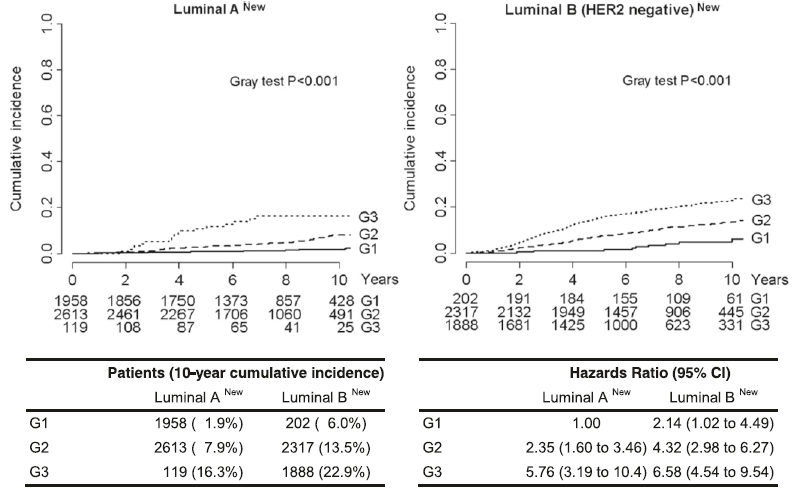 Luminal A New
Cumulative incidence
1.0
0.8
0.6
0.4
0.2
0.0
Gray test P<0.001
G3
G2
G1
0 2 4 6 8 10 Years
1958 1856 1750 1373 857 428 G1
2613 2461 2267 1706 1060 491 G2
119 108 87 65 41 25 G3
Luminal B (HER2 negative) New
Cumulative incidence
1.0
0.8
0.6
0.4
0.2
0.0
Gray test P<0.001
G3
G2
G1
0 2 4 6 8 10 Years
202 191 184 155 109 61 G1
2317 2132 1949 1457 906 445 G2
1888 1681 1425 1000 623 331 G3
Patients (10-year cumulative incidence)
Luminal A New Luminal B New
G1 1958 ( 1.9%) 202 ( 6.0%)
G2 2613 ( 7.9%) 2317 (13.5%)
G3 119 (16.3%) 1888 (22.9%)
Hazards Ratio (95% CI)
Luminal A New Luminal B New
G1 1.00 2.14 (1.02 to 4.49)
G2 2.35 (1.60 to 3.46) 4.32 (2.98 to 6.27)
G3 5.76 (3.19 to 10.4) 6.58 (4.54 to 9.54)